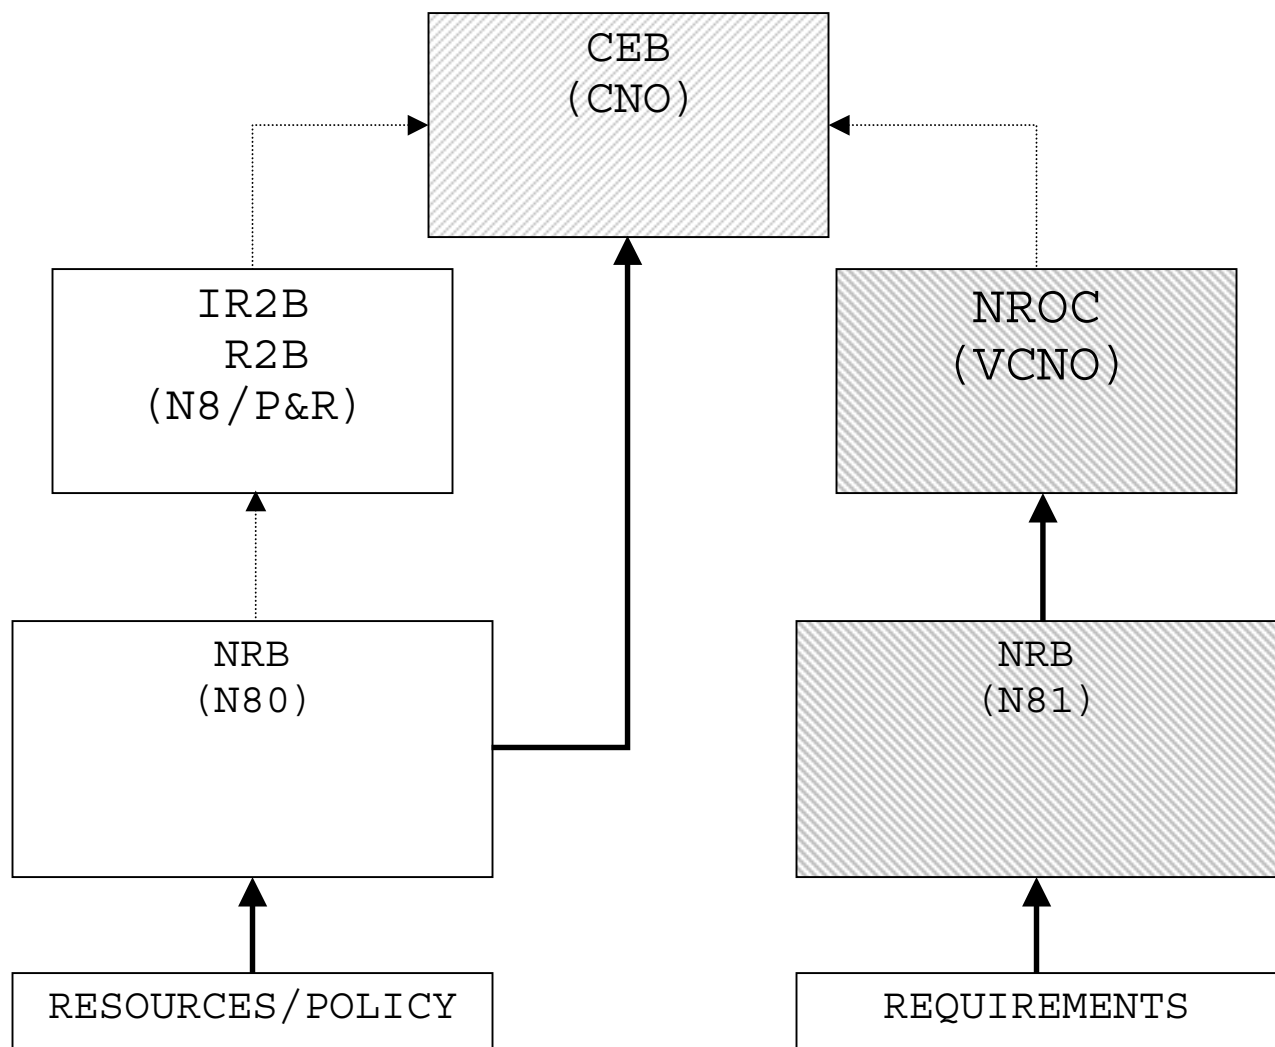 CEB
(CNO)
IR2B
R2B
(N8/P&R)
NROC
(VCNO)
NRB
(N80)
NRB
(N81)
RESOURCES/POLICY
REQUIREMENTS